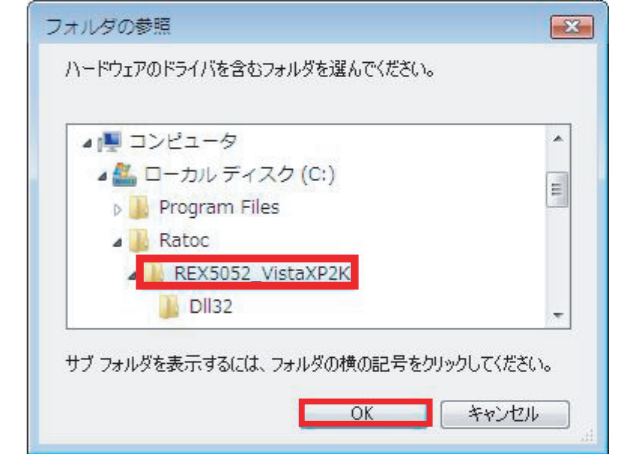 フォルダの参照
ハードウェアのドライバを含むフォルダを選んでください。
コンピュータ
ローカル ディスク (C:)
Program Files
Ratoc
REX5052_VistaXP2K
Dll32
サブ フォルダを表示するには、フォルダの横の記号をクリックしてください。
OK キャンセル